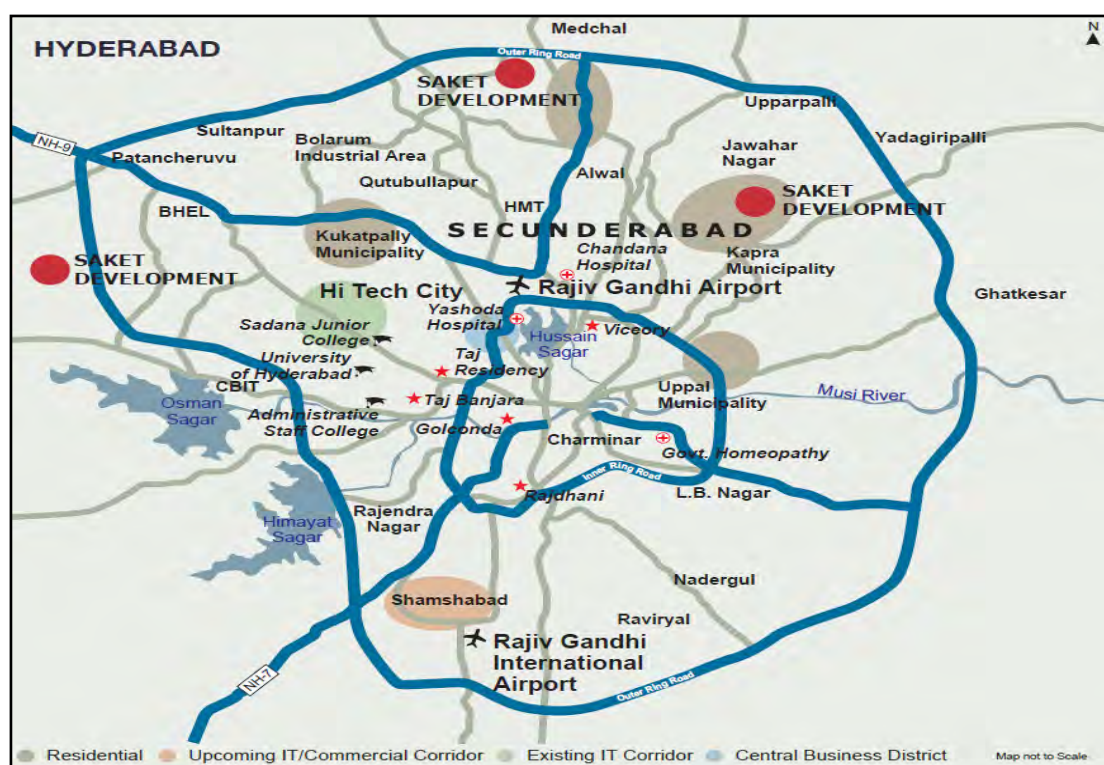 HYDERABAD
N
Medchal
Outer Ring Road
SAKET
DEVELOPMENT
Upparpalli
Sultanpur
Bolarum
Industrial Area
Yadagiripalli
NH-9
Patancheruvu
Jawahar
Nagar
Qutubullapur
Alwal
SAKET
DEVELOPMENT
BHEL
HMT
SECUNDERABAD
Kukatpally
Municipality
Chandana
Hospital
Kapra
Municipality
SAKET
DEVELOPMENT
Hi Tech City
Rajiv Gandhi Airport
Ghatkesar
Yashoda
Hospital
Sadana Junior
College
Hussain
Sagar
Viceory
University
of Hyderabad
Taj
Residency
CBIT
Osman
Sagar
Taj Banjara
Uppal
Municipality
Musi River
Administrative
Staff College
Golconda
Charminar
Govt. Homeopathy
Inner Ring Road
L.B. Nagar
Rajdhani
Rajendra
Nagar
Himayat
Sagar
Nadergul
Shamshabad
Raviryal
Rajiv Gandhi
International
Airport
NH-7
Outer Ring Road
Residential
Upcoming IT/Commercial Corridor
Existing IT Corridor
Central Business District
Map not to Scale